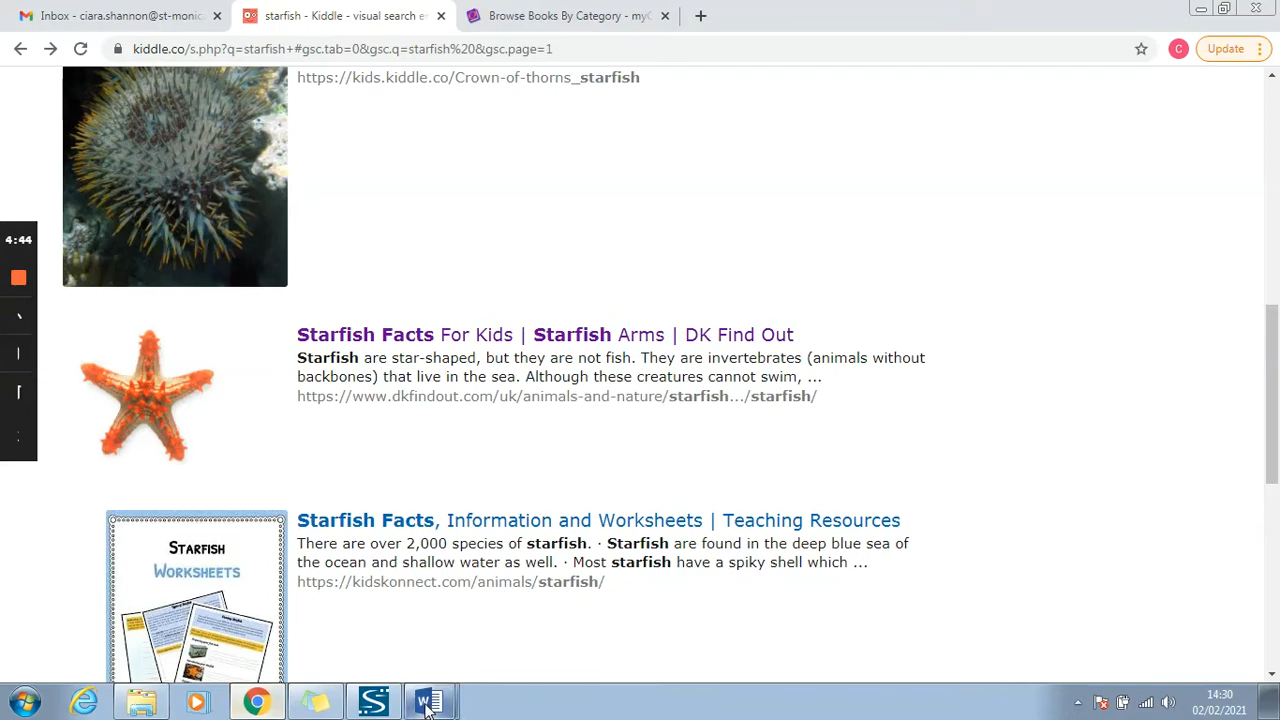 Inbox - ciara.shannon@st-monic
starfish - Kiddle - visual search e
Browse Books By Category - myC
kiddle.co/s.php?q=starfish+#gsc.tab=0&gsc.q=starfish%20&gsc.page=1
C
Update
https://kids.kiddle.co/Crown-of-thorns_starfish
4:44
Starfish Facts For Kids | Starfish Arms | DK Find Out
Starfish are star-shaped, but they are not fish. They are invertebrates (animals without
backbones) that live in the sea. Although these creatures cannot swim, ...
https://www.dkfindout.com/uk/animals-and-nature/starfish.../starfish/
STARFISH
WORKSHEETS
Starfish Facts, Information and Worksheets | Teaching Resources
There are over 2,000 species of starfish. · Starfish are found in the deep blue sea of
the ocean and shallow water as well. · Most starfish have a spiky shell which ...
https://kidskonnect.com/animals/starfish/
14:30
02/02/2021